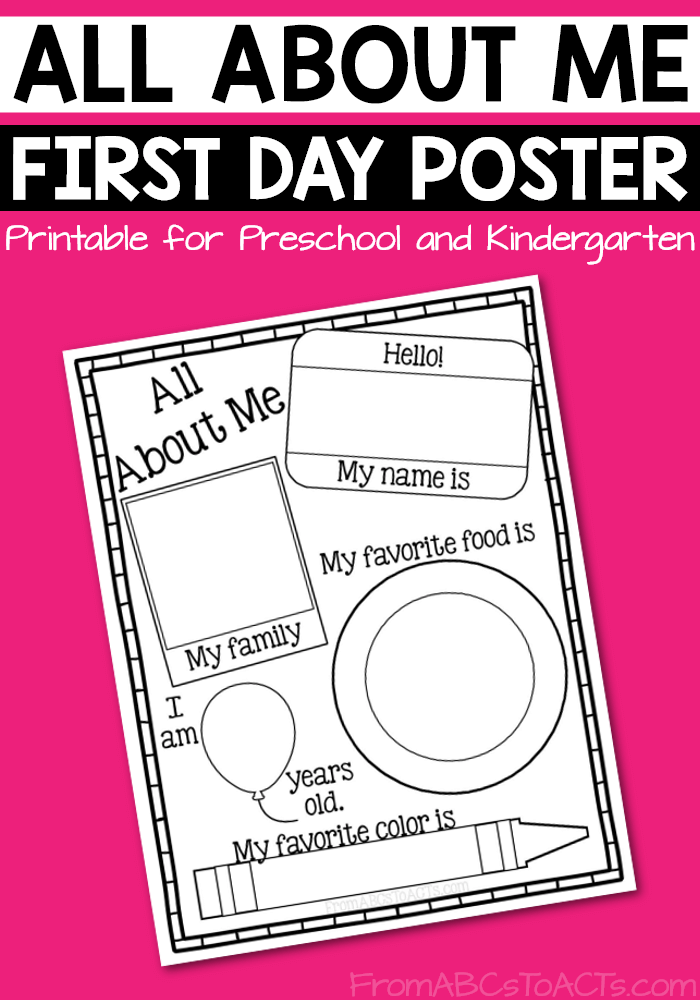 ALL ABOUT ME
FIRST DAY POSTER
Printable for Preschool and Kindergarten
All
About Me
Hello!
My name is
My family
My favorite food is
I
am
years
old.
My favorite color is
FromABCsToActs.com
FromABCsToActs.com